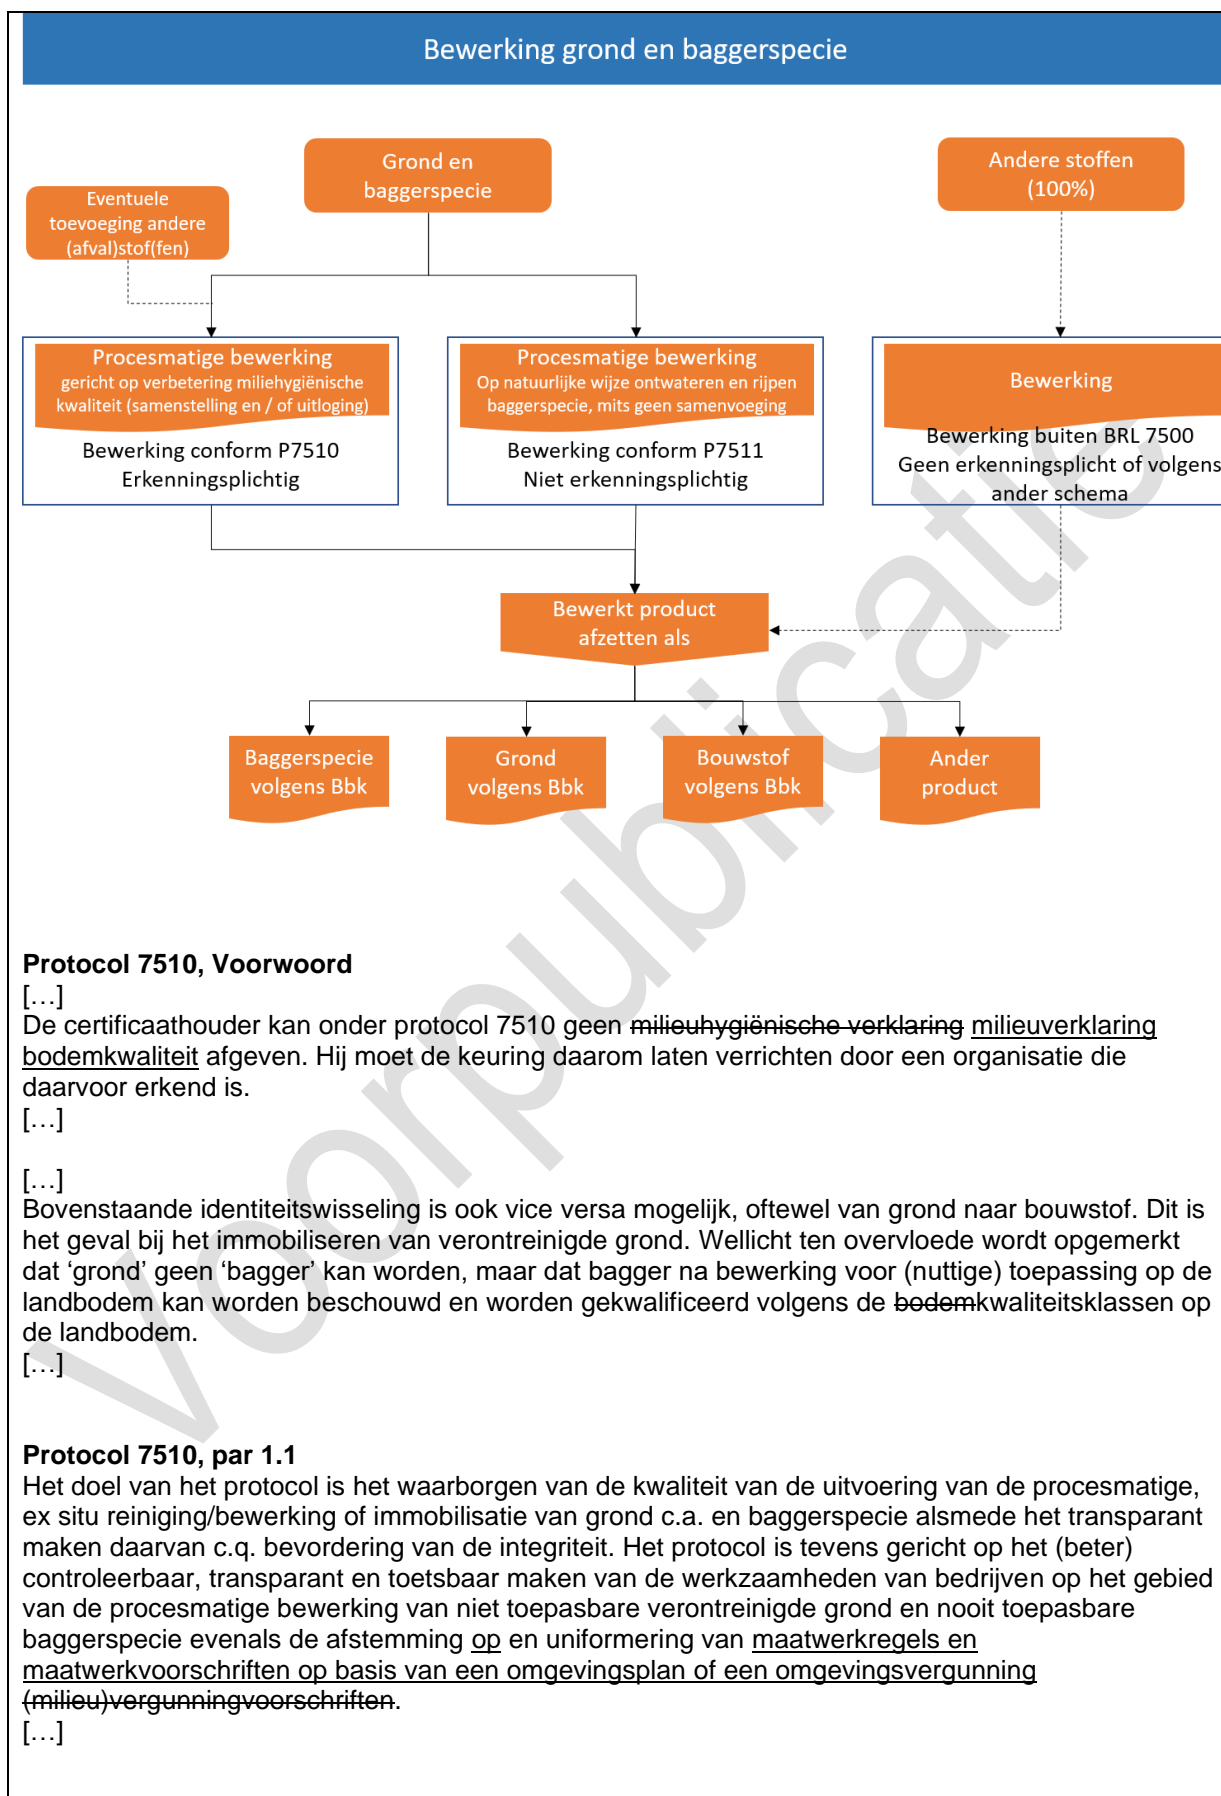 Bewerking grond en baggerspecie
Grond en
baggerspecie
Andere stoffen
(100%)
Eventuele
toevoeging andere
(afval)stof(fen)
Procesmatige bewerking
gericht op verbetering miliehygiënische
kwaliteit (samenstelling en / of uitloging)
Bewerking conform P7510
Erkenningsplichtig
Procesmatige bewerking
Op natuurlijke wijze ontwateren en rijpen
baggerspecie, mits geen samenvoeging
Bewerking conform P7511
Niet erkenningsplichtig
Bewerking
Bewerking buiten BRL 7500
Geen erkenningsplicht of volgens
ander schema
Bewerkt product
afzetten als
Baggerspecie
volgens Bbk
Grond
volgens Bbk
Bouwstof
volgens Bbk
Ander
product
Protocol 7510, Voorwoord
[…]
De certificaathouder kan onder protocol 7510 geen milieuhygiënische verklaring milieuverklaring
bodemkwaliteit afgeven. Hij moet de keuring daarom laten verrichten door een organisatie die
daarvoor erkend is.
[…]
[…]
Bovenstaande identiteitswisseling is ook vice versa mogelijk, oftewel van grond naar bouwstof. Dit is
het geval bij het immobiliseren van verontreinigde grond. Wellicht ten overvloede wordt opgemerkt
dat ‘grond’ geen ‘bagger’ kan worden, maar dat bagger na bewerking voor (nuttige) toepassing op de
landbodem kan worden beschouwd en worden gekwalificeerd volgens de bodemkwaliteitsklassen op
de landbodem.
[…]
Protocol 7510, par 1.1
Het doel van het protocol is het waarborgen van de kwaliteit van de uitvoering van de procesmatige,
ex situ reiniging/bewerking of immobilisatie van grond c.a. en baggerspecie alsmede het transparant
maken daarvan c.q. bevordering van de integriteit. Het protocol is tevens gericht op het (beter)
controleerbaar, transparant en toetsbaar maken van de werkzaamheden van bedrijven op het gebied
van de procesmatige bewerking van niet toepasbare verontreinigde grond en nooit toepasbare
baggerspecie evenals de afstemming op en uniformering van maatwerkregels en
maatwerkvoorschriften op basis van een omgevingsplan of een omgevingsvergunning
(milieu)vergunningvoorschriften.
[…]
Voorpublicatie